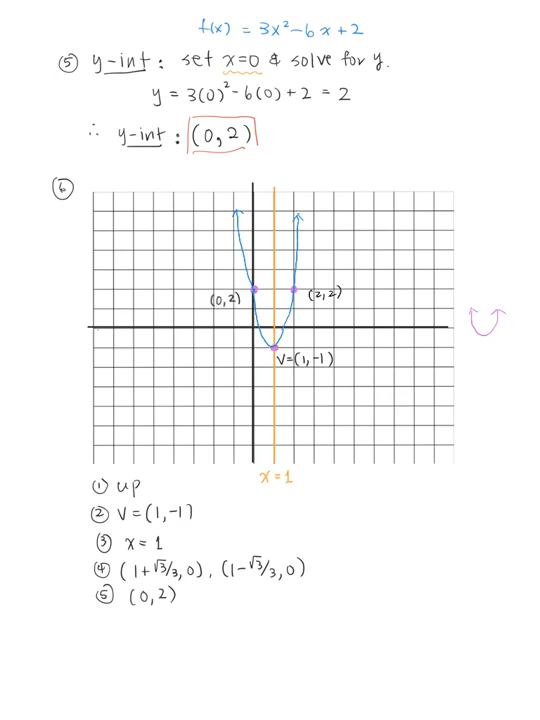 f(x) = 3x² - 6x + 2
⑤ y-int : set x=0 & solve for y.
y = 3(0)² - 6(0) + 2 = 2
∴ y-int : (0, 2)
⑥
(0, 2) (2, 2)
V = (1, -1)
x = 1
① up
② V = (1, -1)
③ x = 1
④ (1 + √3/3, 0), (1 - √3/3, 0)
⑤ (0, 2)